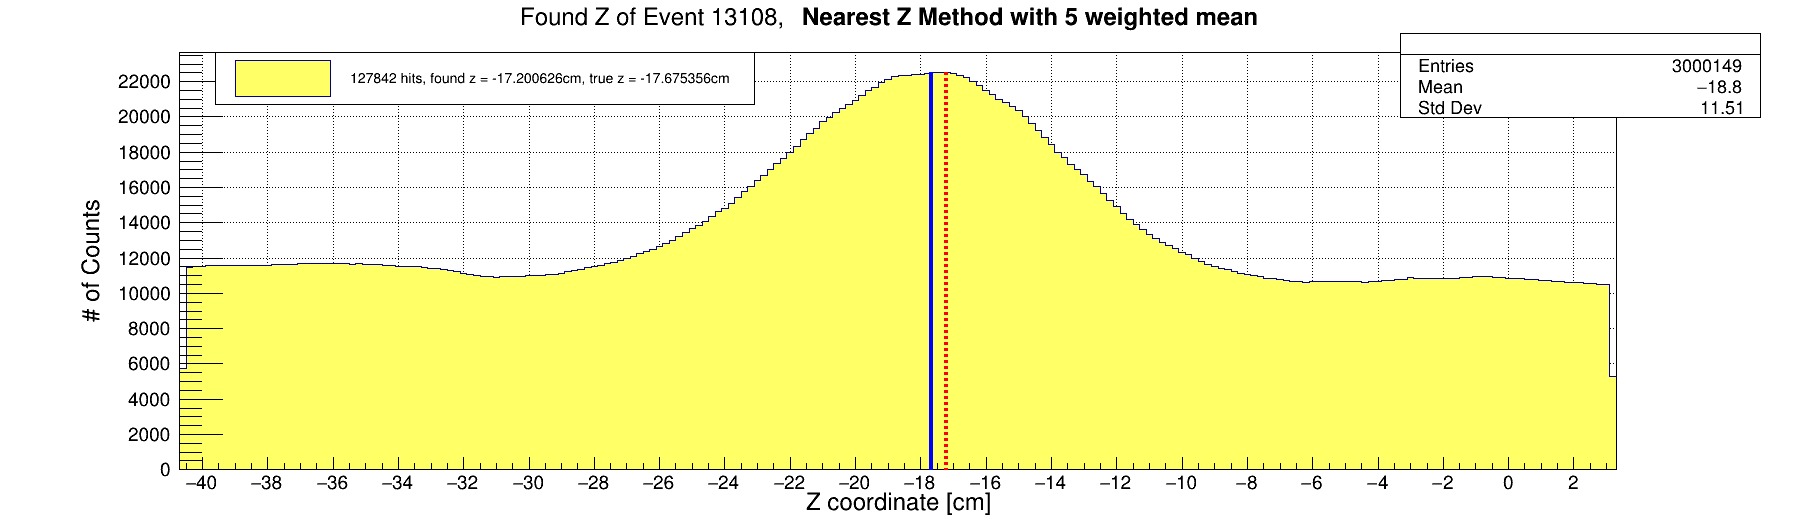 Found Z of Event 13108, Nearest Z Method with 5 weighted mean
127842 hits, found z = -17.200626cm, true z = -17.675356cm
Entries 3000149
Mean −18.8
Std Dev 11.51
# of Counts
22000
20000
18000
16000
14000
12000
10000
8000
6000
4000
2000
0
−40 −38 −36 −34 −32 −30 −28 −26 −24 −22 −20 −18 −16 −14 −12 −10 −8 −6 −4 −2 0 2
Z coordinate [cm]